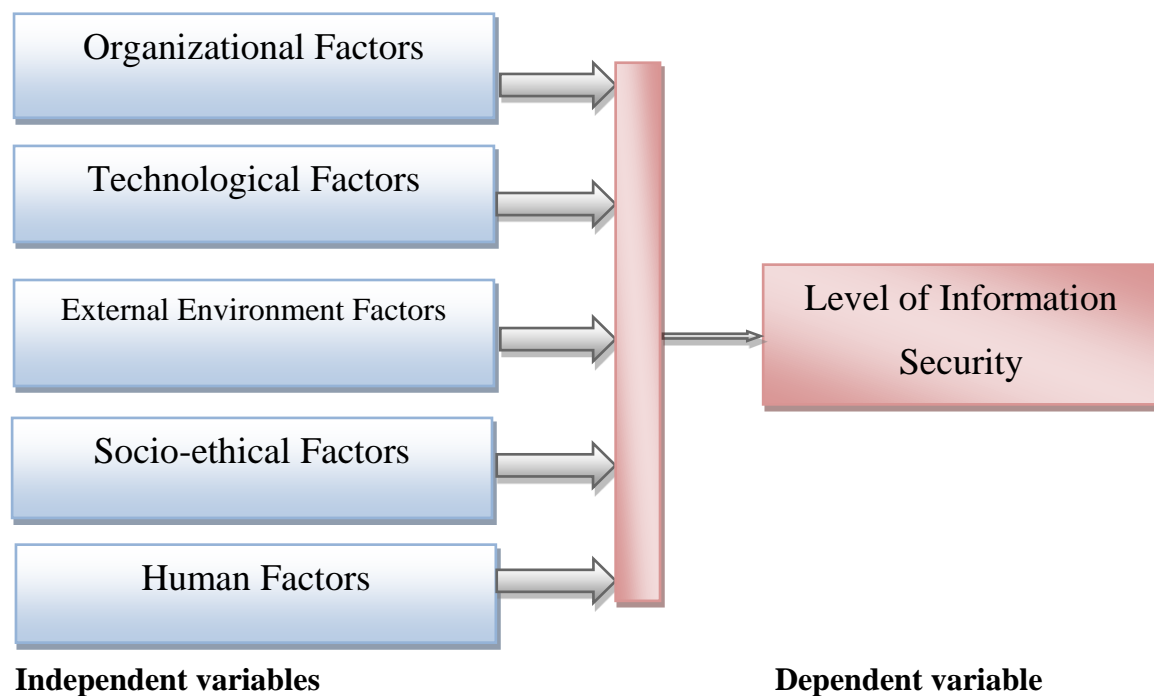 Organizational Factors
Technological Factors
External Environment Factors
Level of Information
Security
Socio-ethical Factors
Human Factors
Independent variables
Dependent variable